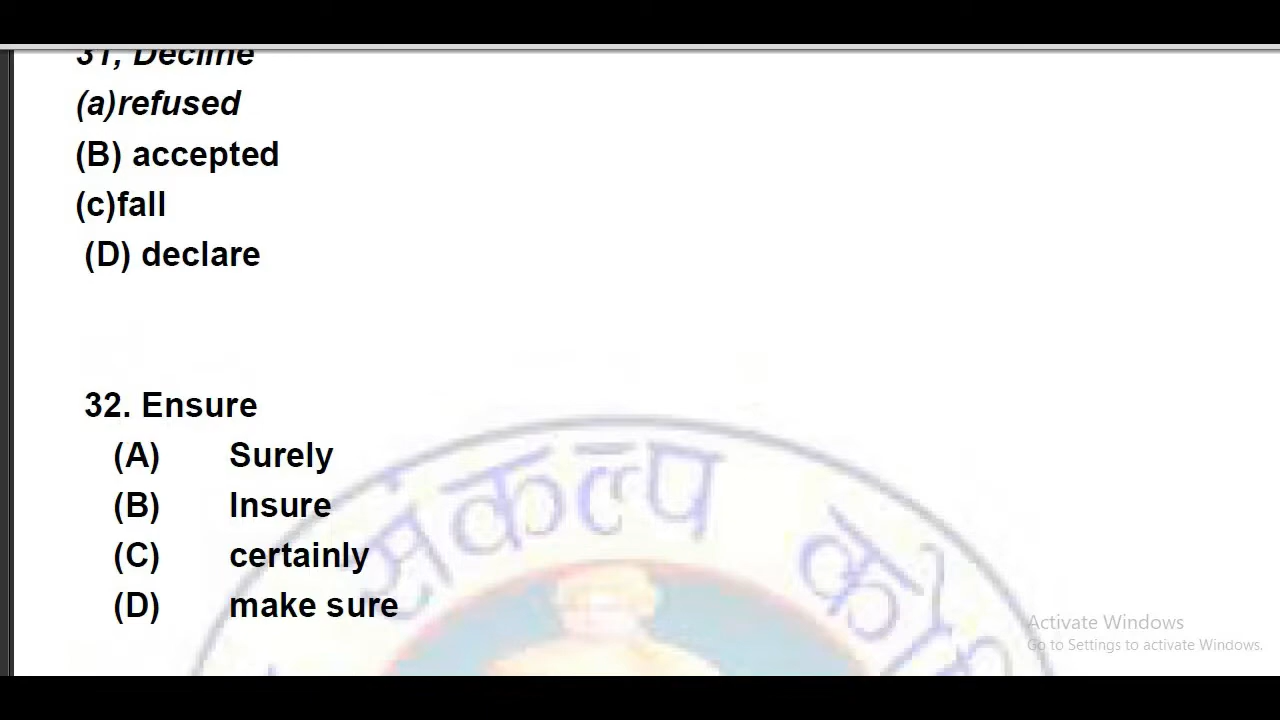 31, Decline
(a)refused
(B) accepted
(c)fall
(D) declare
32. Ensure
(A) Surely
(B) Insure
(C) certainly
(D) make sure
संकल्प
Activate Windows
Go to Settings to activate Windows.